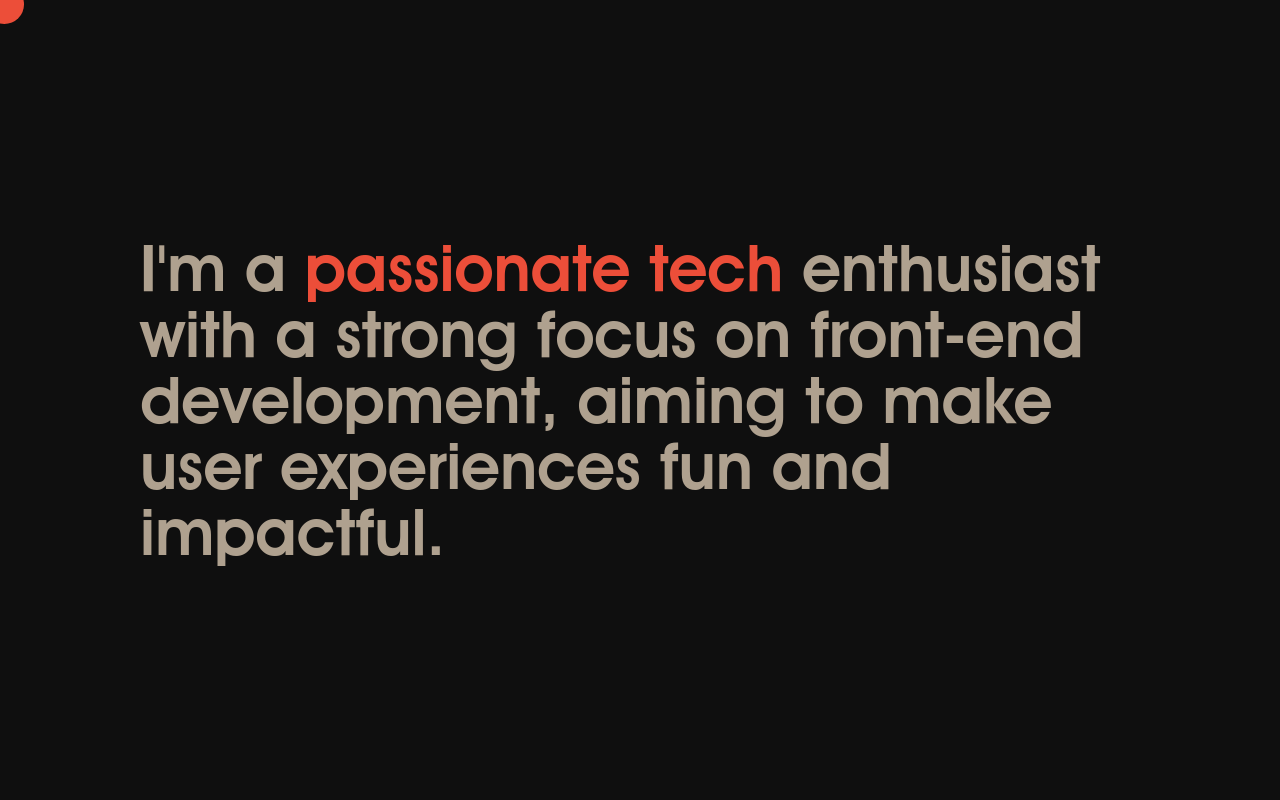 I'm a passionate tech enthusiast
with a strong focus on front-end
development, aiming to make
user experiences fun and
impactful.